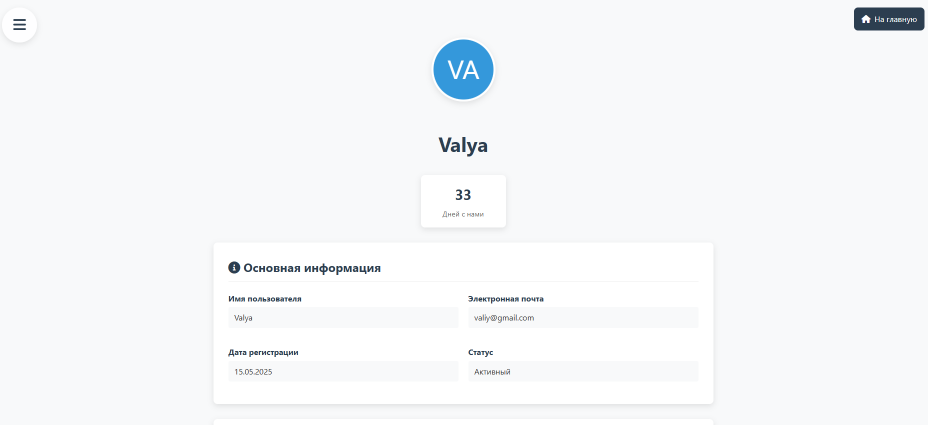 На главную
VA
Valya
33
Дней с нами
Основная информация
Имя пользователя
Электронная почта
Valya
valiy@gmail.com
Дата регистрации
Статус
15.05.2025
Активный